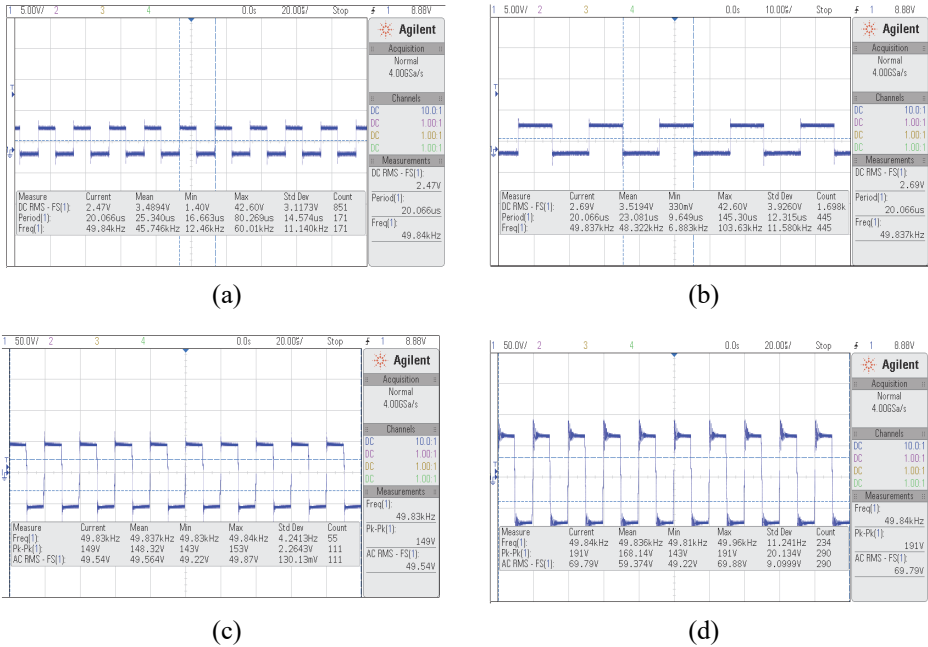 1 5.00V/ 2 3 4 0.0s 20.00%/ Stop 1 8.88V
Agilent
Acquisition
Normal
4.00GSa/s
Channels
DC 10.0:1
DC 1.00:1
DC 1.00:1
DC 1.00:1
Measurements
DC RMS - FS(1):
2.47V
Period(1):
20.066us
Freq(1):
49.84kHz
Measure Current Mean Min Max Std Dev Count
DC RMS - FS(1): 2.47V 3.4894V 1.40V 42.60V 3.1173V 851
Period(1): 20.066us 25.340us 16.663us 80.269us 14.574us 171
Freq(1): 49.84kHz 45.746kHz 12.46kHz 60.01kHz 11.140kHz 171
(a)
1 5.00V/ 2 3 4 0.0s 10.00%/ Stop 1 8.88V
Agilent
Acquisition
Normal
4.00GSa/s
Channels
DC 10.0:1
DC 1.00:1
DC 1.00:1
DC 1.00:1
Measurements
DC RMS - FS(1):
2.69V
Period(1):
20.066us
Freq(1):
49.837kHz
Measure Current Mean Min Max Std Dev Count
DC RMS - FS(1): 2.69V 3.5194V 330mV 42.60V 3.9260V 1.698k
Period(1): 20.066us 23.081us 9.649us 145.30us 12.315us 445
Freq(1): 49.837kHz 48.322kHz 6.883kHz 103.63kHz 11.580kHz 445
(b)
1 50.0V/ 2 3 4 0.0s 20.00%/ Stop 1 8.88V
Agilent
Acquisition
Normal
4.00GSa/s
Channels
DC 10.0:1
DC 1.00:1
DC 1.00:1
DC 1.00:1
Measurements
Freq(1):
49.83kHz
Pk-Pk(1):
149V
AC RMS - FS(1):
49.54V
Measure Current Mean Min Max Std Dev Count
Freq(1): 49.83kHz 49.837kHz 49.83kHz 49.84kHz 4.2413Hz 55
Pk-Pk(1): 149V 148.32V 143V 153V 2.2643V 111
AC RMS - FS(1): 49.54V 49.564V 49.22V 49.87V 130.13mV 111
(c)
1 50.0V/ 2 3 4 0.0s 20.00%/ Stop 1 8.88V
Agilent
Acquisition
Normal
4.00GSa/s
Channels
DC 10.0:1
DC 1.00:1
DC 1.00:1
DC 1.00:1
Measurements
Freq(1):
49.84kHz
Pk-Pk(1):
191V
AC RMS - FS(1):
69.79V
Measure Current Mean Min Max Std Dev Count
Freq(1): 49.84kHz 49.836kHz 49.81kHz 49.96kHz 11.241Hz 234
Pk-Pk(1): 191V 168.14V 143V 191V 20.134V 290
AC RMS - FS(1): 69.79V 59.374V 49.22V 69.88V 9.0999V 290
(d)